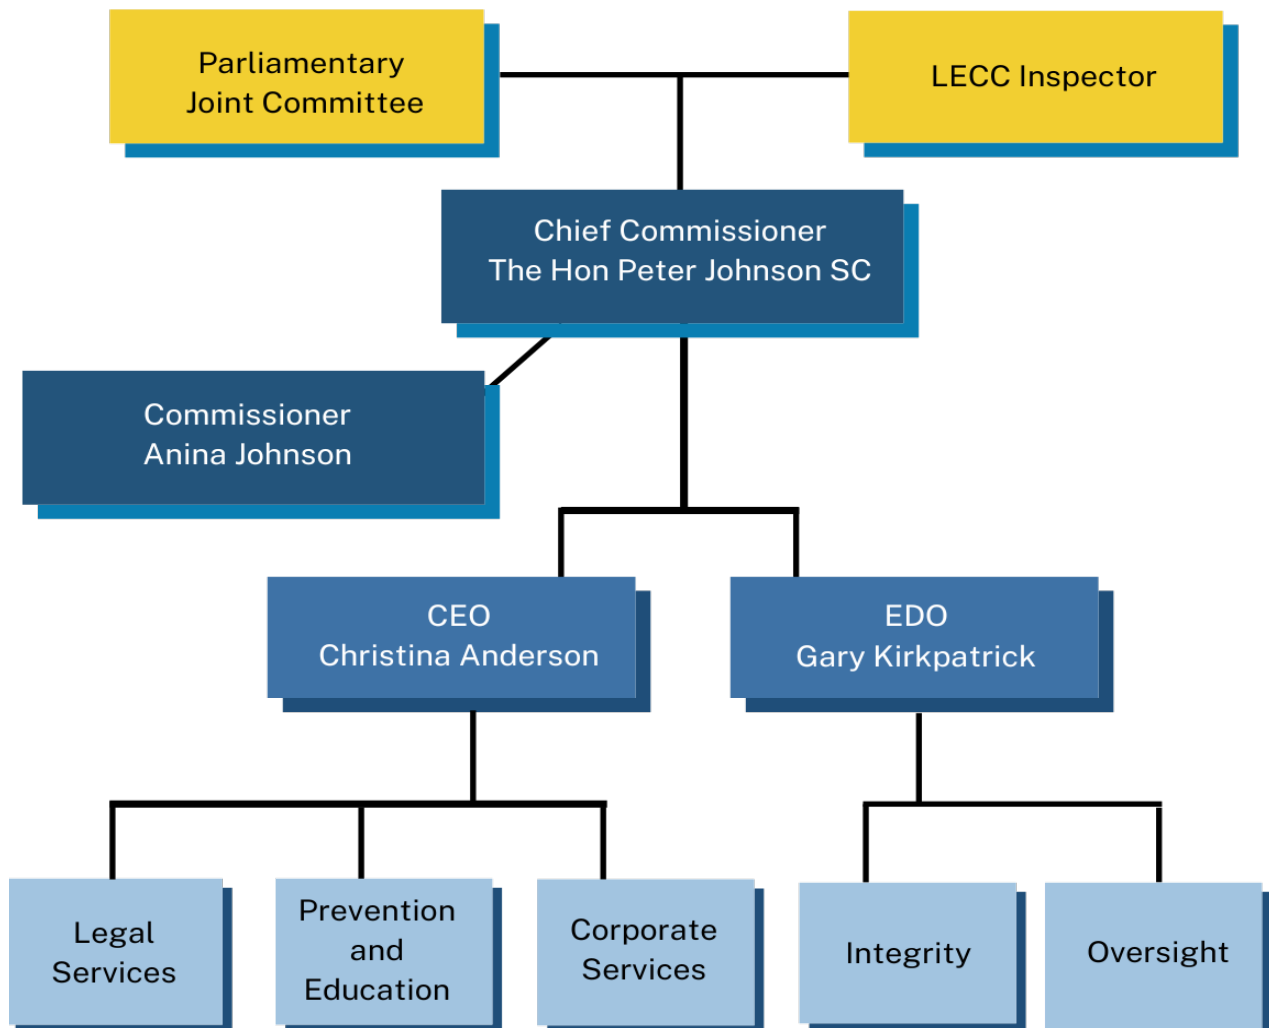 Parliamentary
Joint Committee
LECC Inspector
Chief Commissioner
The Hon Peter Johnson SC
Commissioner
Anina Johnson
CEO
Christina Anderson
EDO
Gary Kirkpatrick
Legal
Services
Prevention
and
Education
Corporate
Services
Integrity
Oversight